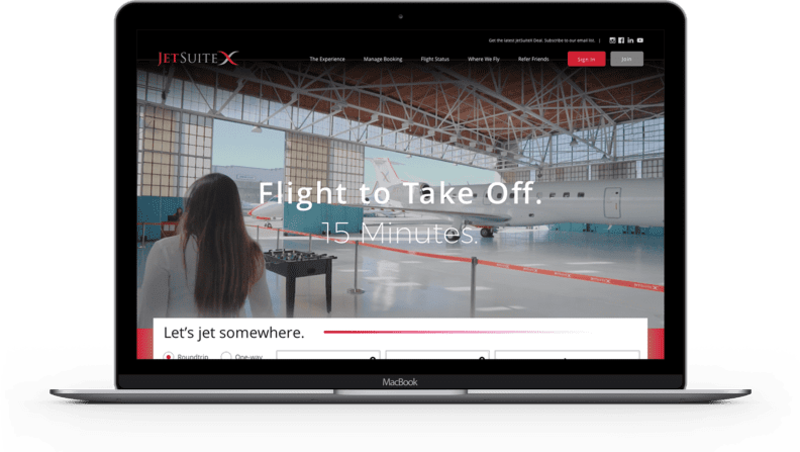 Get the latest JetSuiteX Deal. Subscribe to our email list. |
JETSUITEX
The Experience Manage Booking Flight Status Where We Fly Refer Friends Sign In Join
Flight to Take Off.
15 Minutes.
Let's jet somewhere.
Roundtrip One-way
MacBook